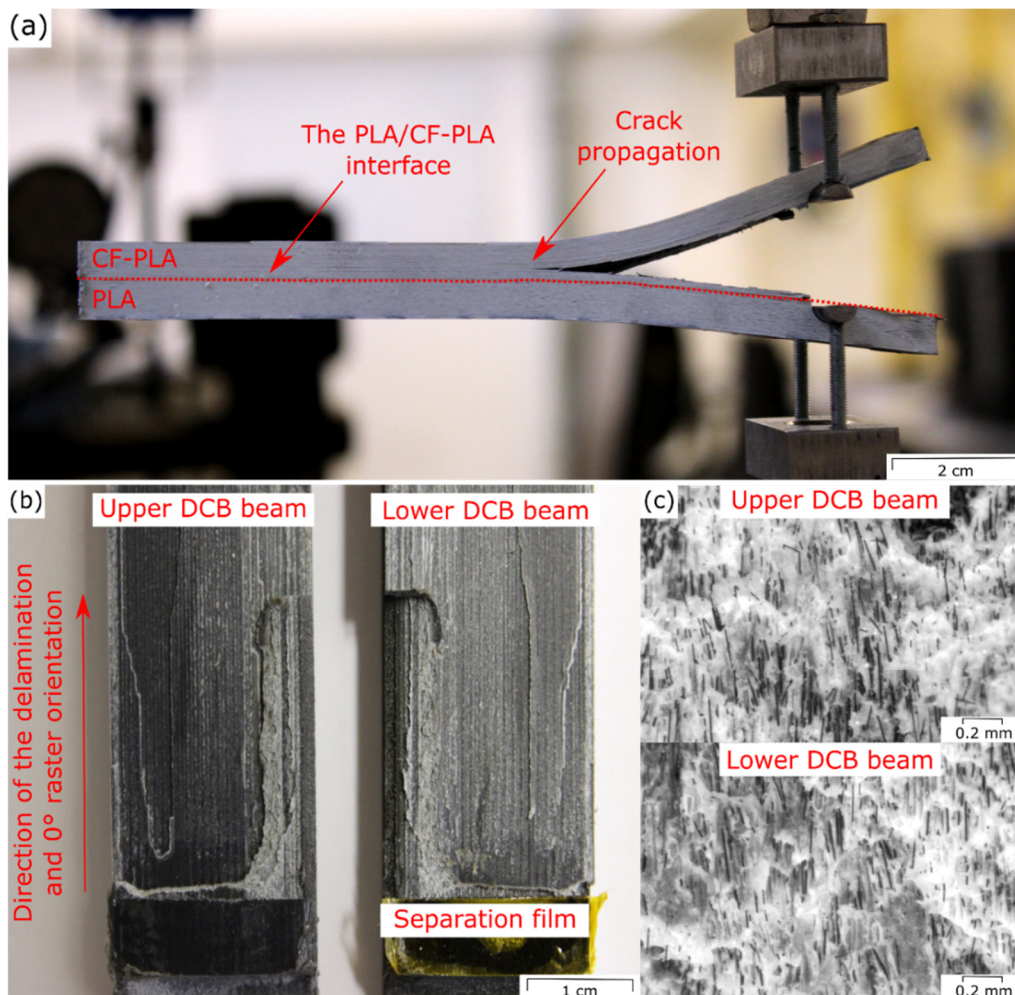 (a)
The PLA/CF-PLA
interface
Crack
propagation
CF-PLA
PLA
2 cm
(b)
Upper DCB beam
Lower DCB beam
Direction of the delamination
and 0° raster orientation
Separation film
1 cm
(c)
Upper DCB beam
0.2 mm
Lower DCB beam
0.2 mm